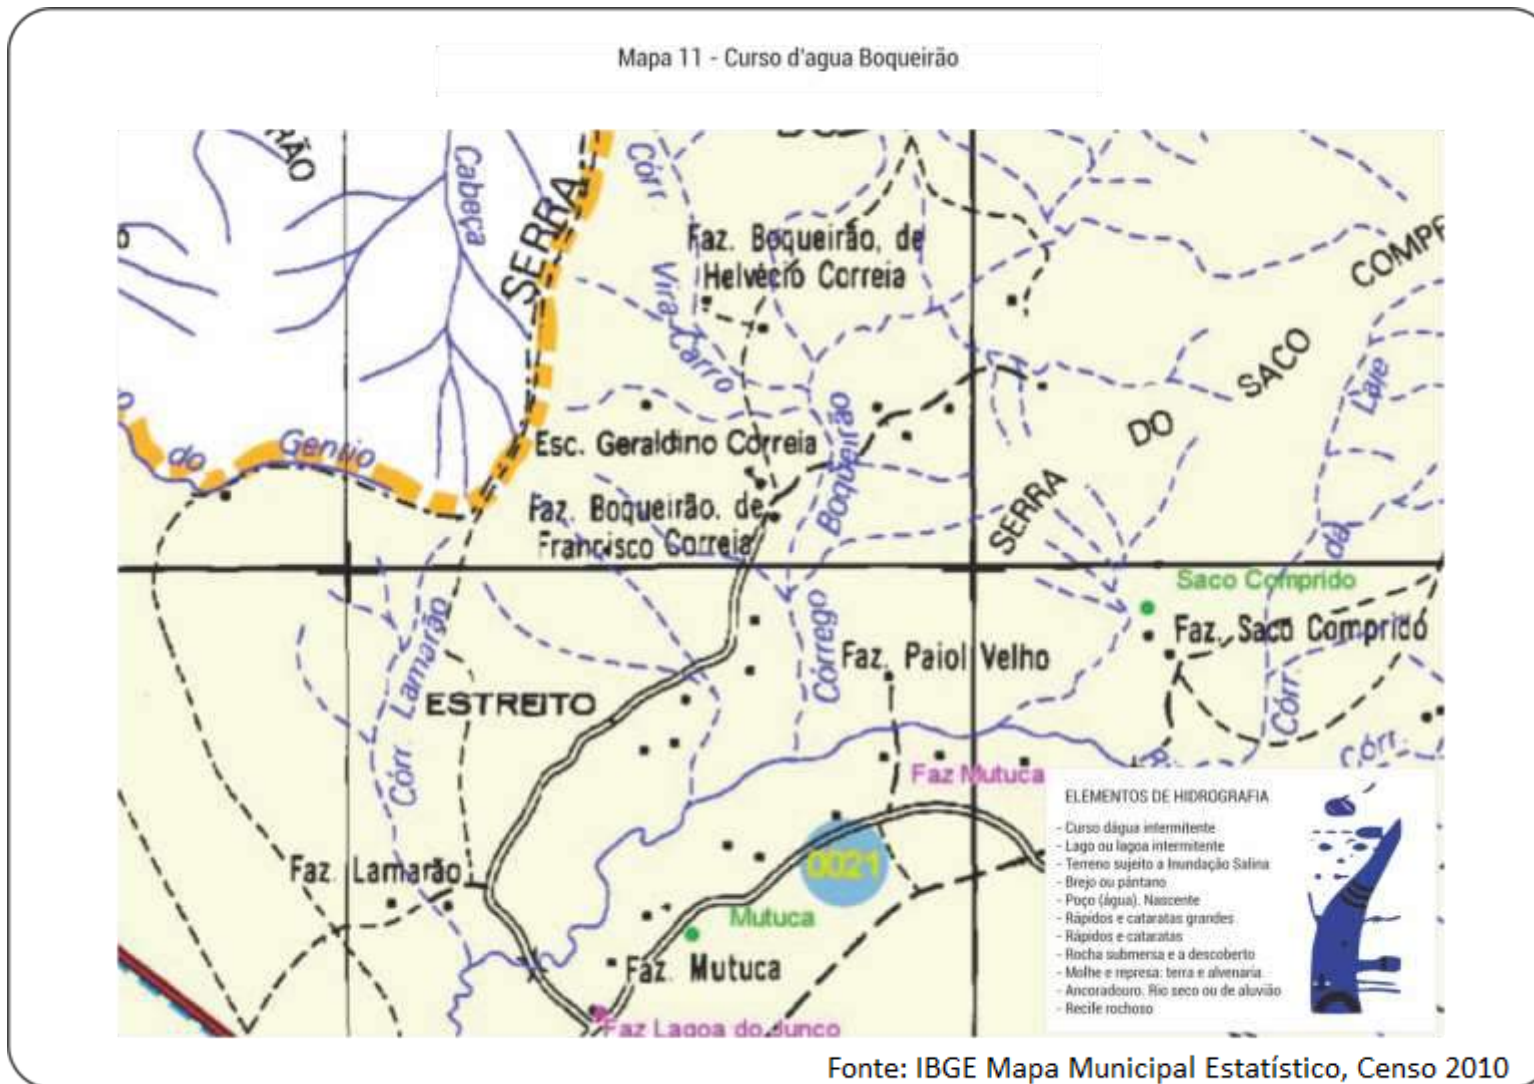 Mapa 11 - Curso d'agua Boqueirão
RÃO
Cabeça
SERRA
Córr
Vira Carro
Faz. Boqueirão, de
Helvécio Correia
COMPR
SACO
DO
SERRA
Laje
da
Córr.
do
Genuio
Esc. Geraldino Correia
Boqueirão
Córrego
Faz. Boqueirão, de
Francisco Correia
Saco Comprido
Faz. Saco Comprido
Faz. Paiol Velho
Lamarão
Córr.
ESTREITO
Córr.
Faz Mutuca
0021
Faz. Lamarão
Mutuca
Faz. Mutuca
Faz Lagoa do Junco
ELEMENTOS DE HIDROGRAFIA
- Curso dágua intermitente
- Lago ou lagoa intermitente
- Terreno sujeito a Inundação Salina
- Brejo ou pántano
- Poço (água). Nascente
- Rápidos e cataratas grandes
- Rápidos e cataratas
- Rocha submersa e a descoberto
- Molhe e represa: terra e alvenaria
- Ancoradouro. Rio seco ou de aluvião
- Recife rochoso
Fonte: IBGE Mapa Municipal Estatístico, Censo 2010